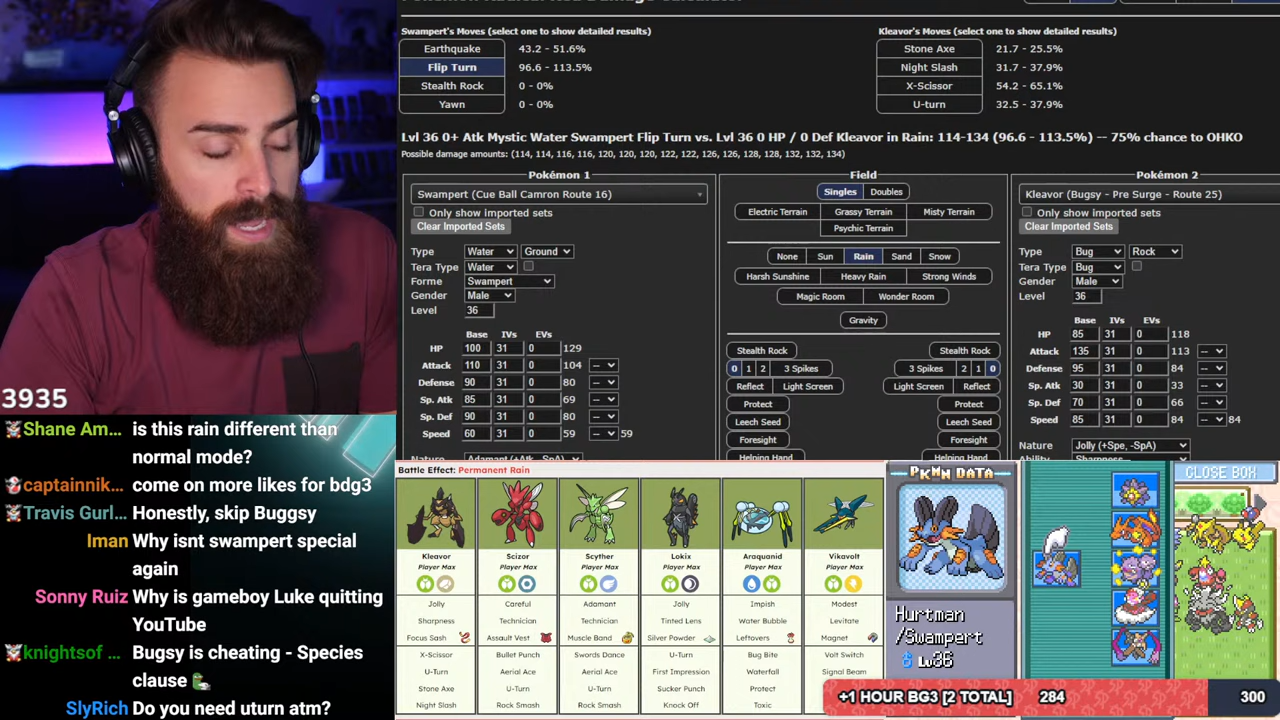 Swampert's Moves (select one to show detailed results)
Earthquake 43.2 - 51.6%
Flip Turn 96.6 - 113.5%
Stealth Rock 0 - 0%
Yawn 0 - 0%
Kleavor's Moves (select one to show detailed results)
Stone Axe 21.7 - 25.5%
Night Slash 31.7 - 37.9%
X-Scissor 54.2 - 65.1%
U-turn 32.5 - 37.9%
Lvl 36 0+ Atk Mystic Water Swampert Flip Turn vs. Lvl 36 0 HP / 0 Def Kleavor in Rain: 114-134 (96.6 - 113.5%) -- 75% chance to OHKO
Possible damage amounts: (114, 114, 116, 116, 120, 120, 120, 122, 122, 126, 126, 128, 128, 132, 132, 134)
Pokémon 1
Swampert (Cue Ball Camron Route 16)
Only show imported sets
Clear Imported Sets
Type Water Ground
Tera Type Water
Forme Swampert
Gender Male
Level 36
Base IVs EVs
HP 100 31 0 129
Attack 110 31 0 104 --
Defense 90 31 0 80 --
Sp. Atk 85 31 0 69 --
Sp. Def 90 31 0 80 --
Speed 60 31 0 59 -- 59
Field
Singles Doubles
Electric Terrain Grassy Terrain Misty Terrain
Psychic Terrain
None Sun Rain Sand Snow
Harsh Sunshine Heavy Rain Strong Winds
Magic Room Wonder Room
Gravity
Stealth Rock Stealth Rock
0 1 2 3 Spikes 3 Spikes 2 1 0
Reflect Light Screen Light Screen Reflect
Protect Protect
Leech Seed Leech Seed
Foresight Foresight
Helping Hand Helping Hand
Pokémon 2
Kleavor (Bugsy - Pre Surge - Route 25)
Only show imported sets
Clear Imported Sets
Type Bug Rock
Tera Type Bug
Gender Male
Level 36
Base IVs EVs
HP 85 31 0 118
Attack 135 31 0 113 --
Defense 95 31 0 84 --
Sp. Atk 30 31 0 33 --
Sp. Def 70 31 0 66 --
Speed 85 31 0 84 -- 84
Nature Jolly (+Spe, -SpA)
3935
Shane Am... is this rain different than
normal mode?
captainnik... come on more likes for bdg3
Travis Gurl... Honestly, skip Buggsy
Iman Why isnt swampert special
again
Sonny Ruiz Why is gameboy Luke quitting
YouTube
knightsof ... Bugsy is cheating - Species
clause
SlyRich Do you need uturn atm?
Battle Effect: Permanent Rain
Kleavor Scizor Scyther Lokix Araquanid Vikavolt
Player Max Player Max Player Max Player Max Player Max Player Max
Jolly Careful Adamant Jolly Impish Modest
Sharpness Technician Technician Tinted Lens Water Bubble Levitate
Focus Sash Assault Vest Muscle Band Silver Powder Leftovers Magnet
X-Scissor Bullet Punch Swords Dance U-Turn Bug Bite Volt Switch
U-Turn Aerial Ace Aerial Ace First Impression Waterfall Signal Beam
Stone Axe U-Turn U-Turn Sucker Punch Protect
Night Slash Rock Smash Rock Smash Knock Off Toxic
PKMN DATA
Hurtman
/Swampert
♂ Lv36
CLOSE BOX
+1 HOUR BG3 [2 TOTAL] 284 300